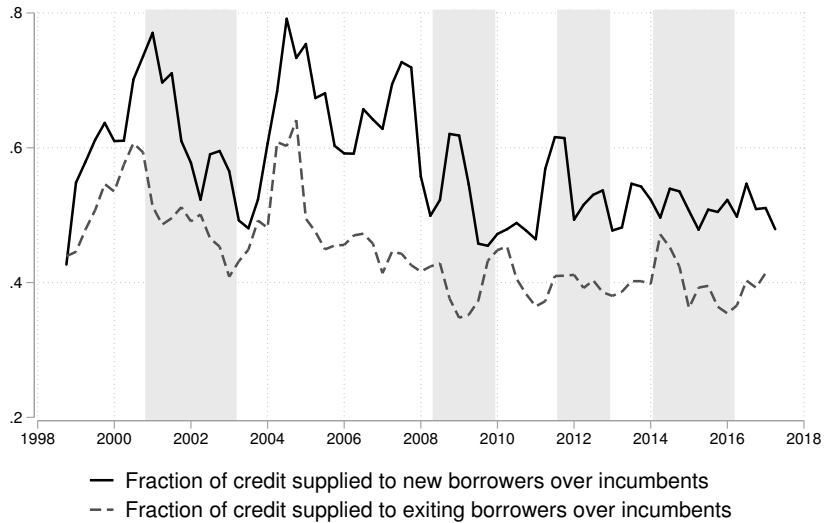 .8
.6
.4
.2
1998 2000 2002 2004 2006 2008 2010 2012 2014 2016 2018
Fraction of credit supplied to new borrowers over incumbents
Fraction of credit supplied to exiting borrowers over incumbents